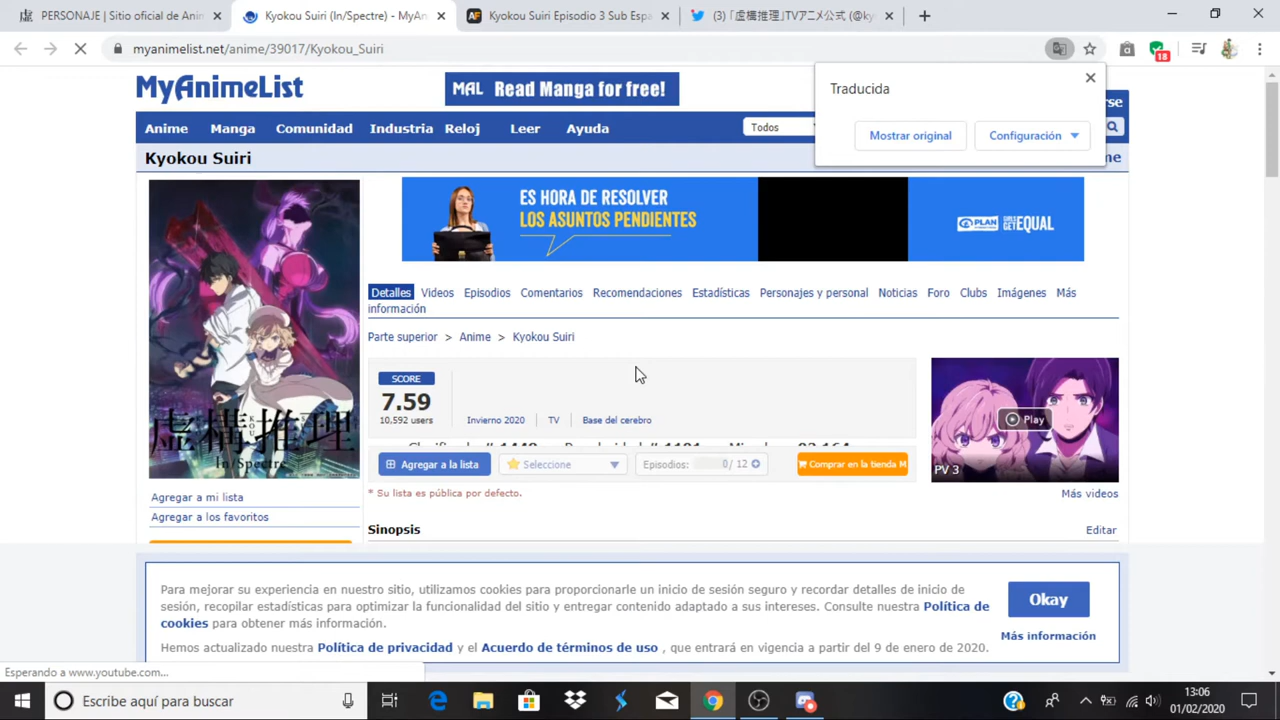 PERSONAJE | Sitio oficial de Anim
Kyokou Suiri (In/Spectre) - MyAn
Kyokou Suiri Episodio 3 Sub Espa
(3) 「虚構推理」TVアニメ公式 (@ky
myanimelist.net/anime/39017/Kyokou_Suiri
18
MyAnimeList
MAL Read Manga for free!
Traducida
Mostrar original
Configuración
Anime
Manga
Comunidad
Industria
Reloj
Leer
Ayuda
Todos
Kyokou Suiri
ES HORA DE RESOLVER
LOS ASUNTOS PENDIENTES
PLAN
GET EQUAL
Detalles
Videos
Episodios
Comentarios
Recomendaciones
Estadísticas
Personajes y personal
Noticias
Foro
Clubs
Imágenes
Más
información
Parte superior > Anime > Kyokou Suiri
SCORE
7.59
10,592 users
Invierno 2020
TV
Base del cerebro
Agregar a la lista
Seleccione
Episodios:
0/ 12
Comprar en la tienda M
* Su lista es pública por defecto.
Play
PV 3
Más videos
虚構推理
In/Spectre
Agregar a mi lista
Agregar a los favoritos
Sinopsis
Editar
Para mejorar su experiencia en nuestro sitio, utilizamos cookies para proporcionarle un inicio de sesión seguro y recordar detalles de inicio de
sesión, recopilar estadísticas para optimizar la funcionalidad del sitio y entregar contenido adaptado a sus intereses. Consulte nuestra Política de
cookies para obtener más información.
Hemos actualizado nuestra Política de privacidad y el Acuerdo de términos de uso , que entrará en vigencia a partir del 9 de enero de 2020.
Okay
Más información
Esperando a www.youtube.com...
Escribe aquí para buscar
13:06
01/02/2020